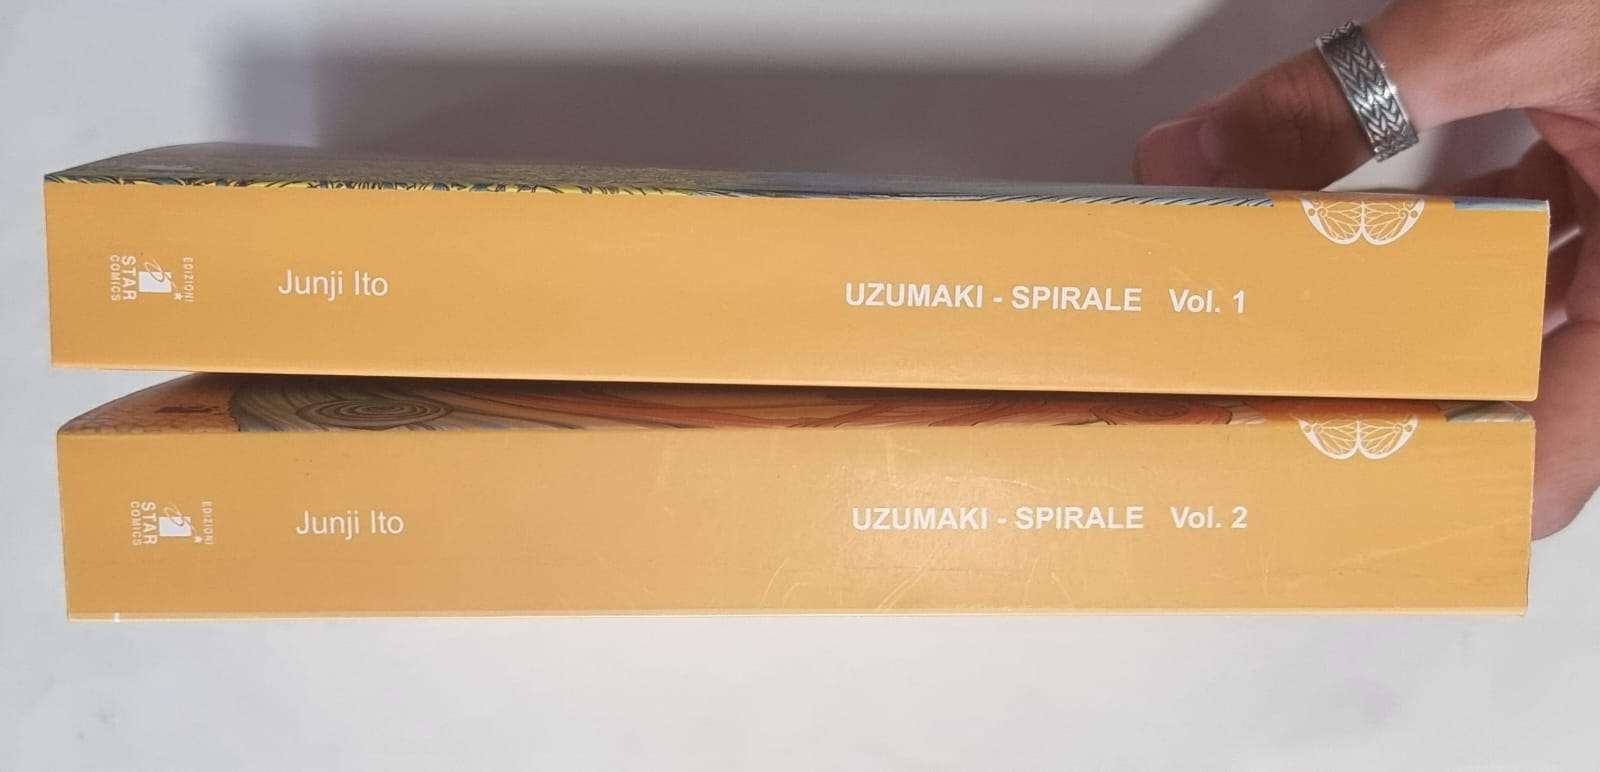 EDIZIONI
STAR
COMICS
Junji Ito
UZUMAKI - SPIRALE Vol. 1
EDIZIONI
STAR
COMICS
Junji Ito
UZUMAKI - SPIRALE Vol. 2